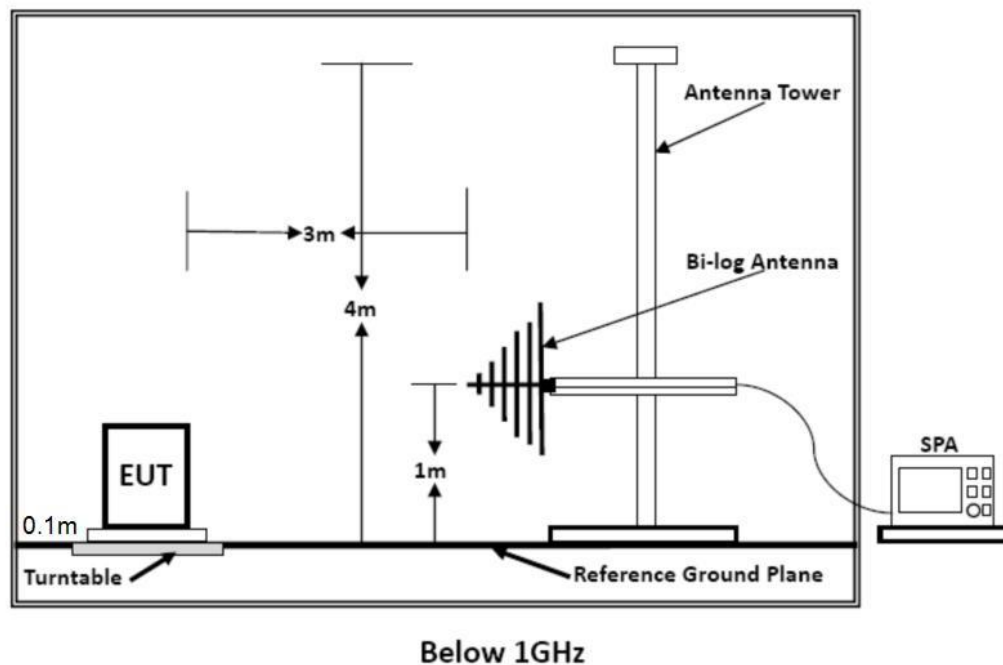 Antenna Tower
3m
Bi-log Antenna
4m
EUT
1m
SPA
0.1m
Turntable
Reference Ground Plane
Below 1GHz